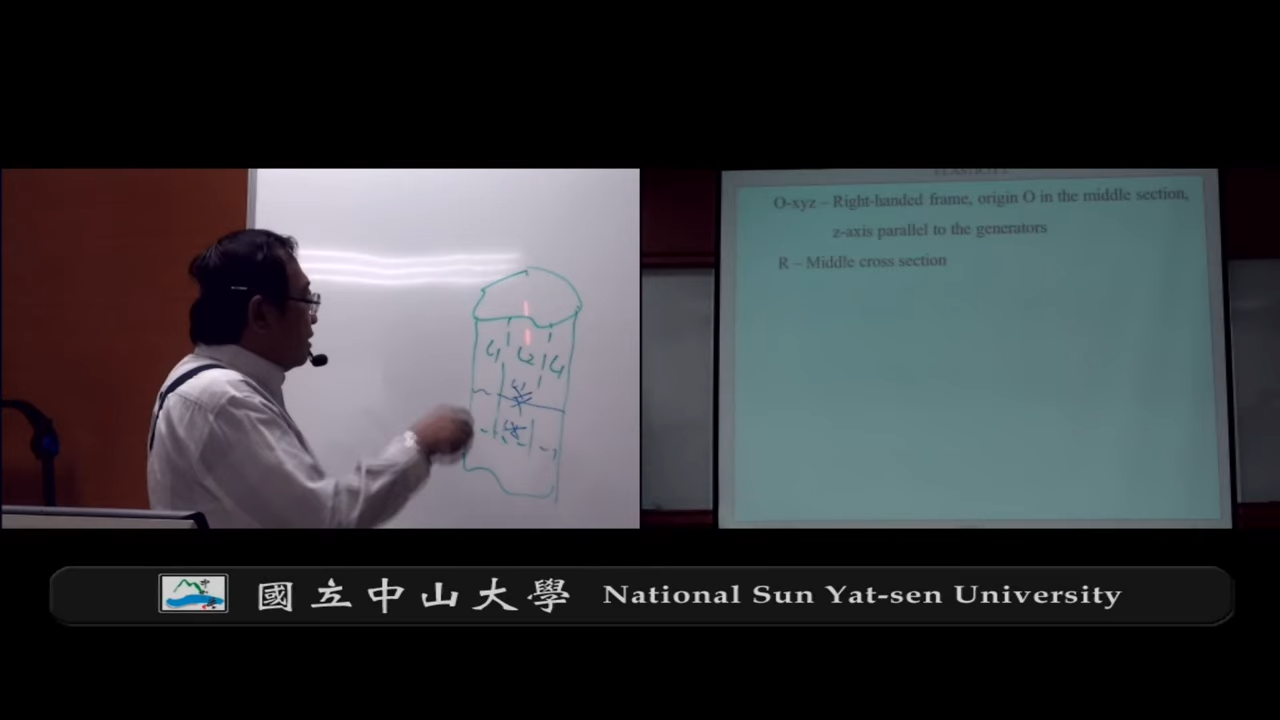 O-xyz – Right-handed frame, origin O in the middle section,
z-axis parallel to the generators
R – Middle cross section
國立中山大學 National Sun Yat-sen University